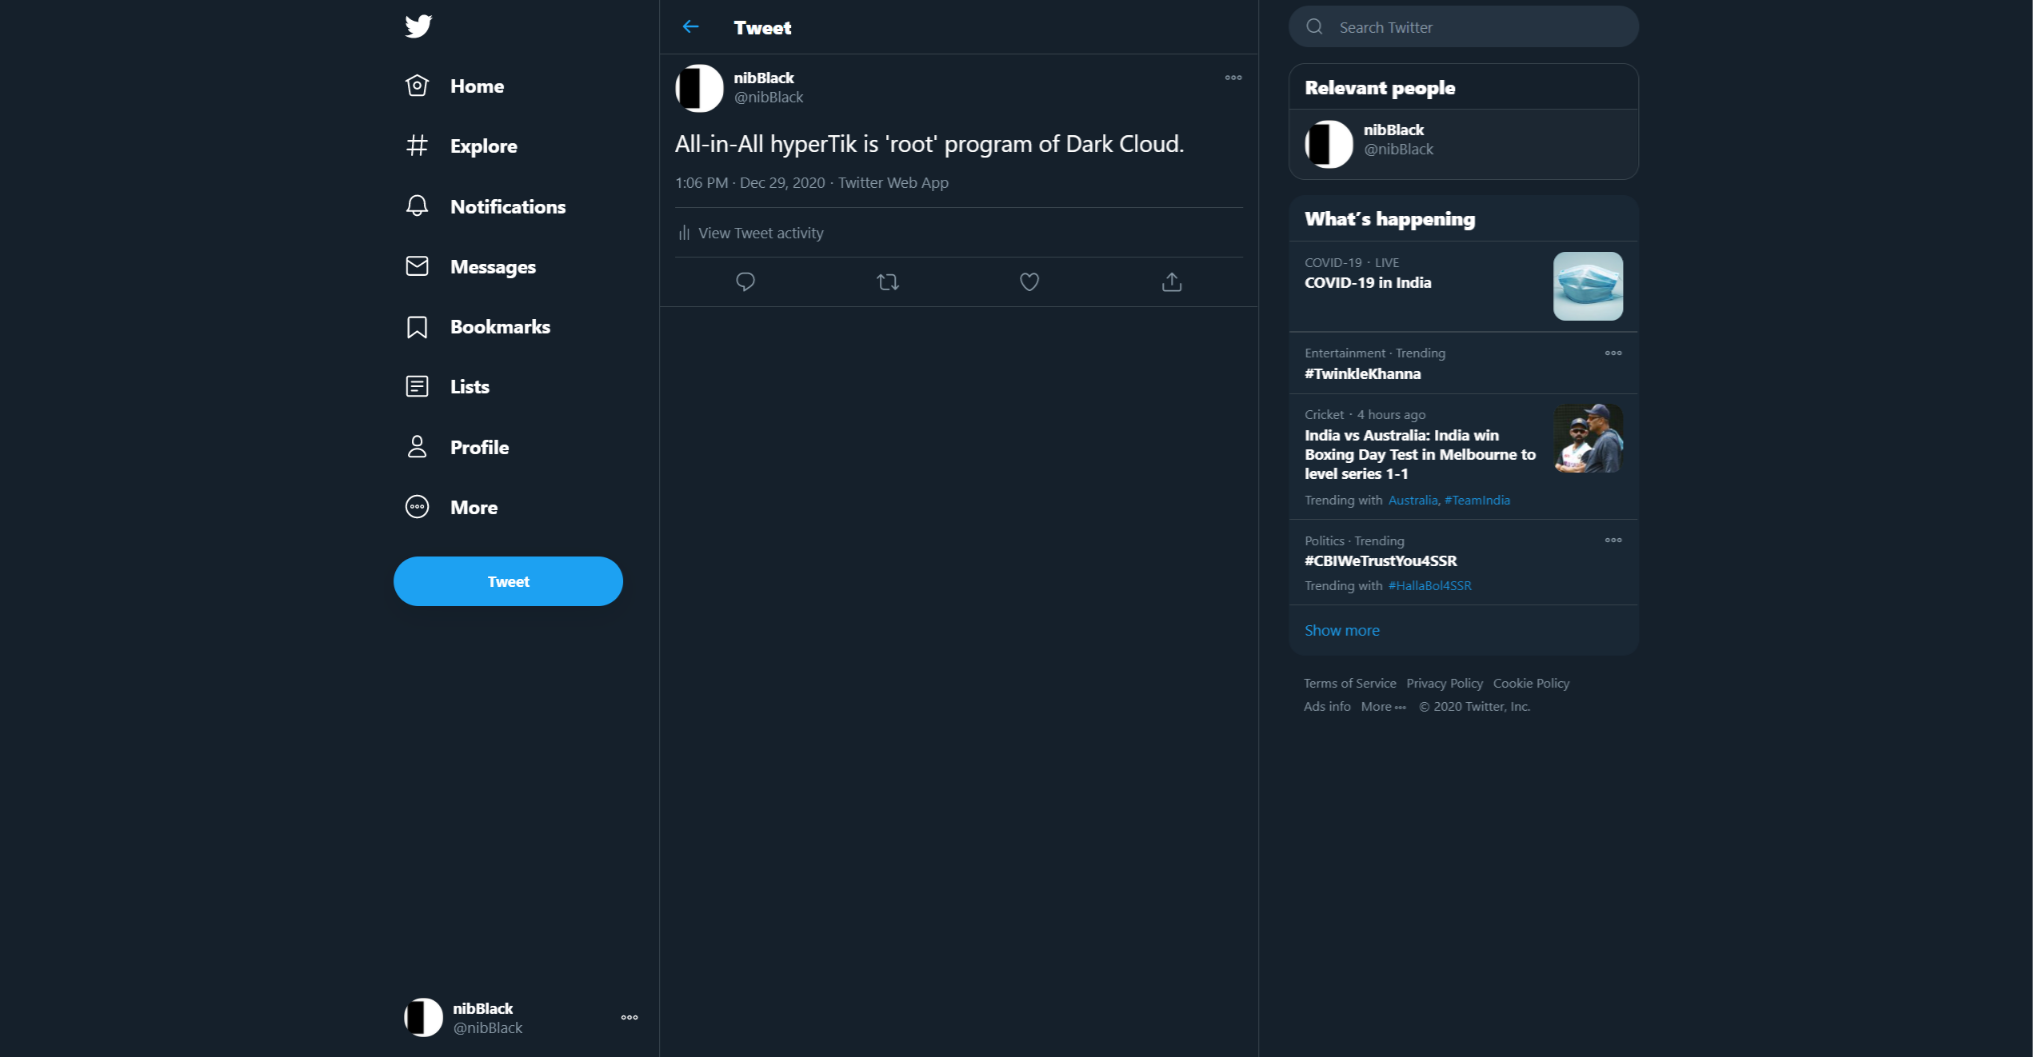 Home
Explore
Notifications
Messages
Bookmarks
Lists
Profile
More
Tweet
nibBlack
@nibBlack
Tweet
nibBlack
@nibBlack
All-in-All hyperTik is 'root' program of Dark Cloud.
1:06 PM · Dec 29, 2020 · Twitter Web App
View Tweet activity
Search Twitter
Relevant people
nibBlack
@nibBlack
What's happening
COVID-19 · LIVE
COVID-19 in India
Entertainment · Trending
#TwinkleKhanna
Cricket · 4 hours ago
India vs Australia: India win
Boxing Day Test in Melbourne to
level series 1-1
Trending with Australia, #TeamIndia
Politics · Trending
#CBIWeTrustYou4SSR
Trending with #HallaBol4SSR
Show more
Terms of Service Privacy Policy Cookie Policy
Ads info More ••• © 2020 Twitter, Inc.